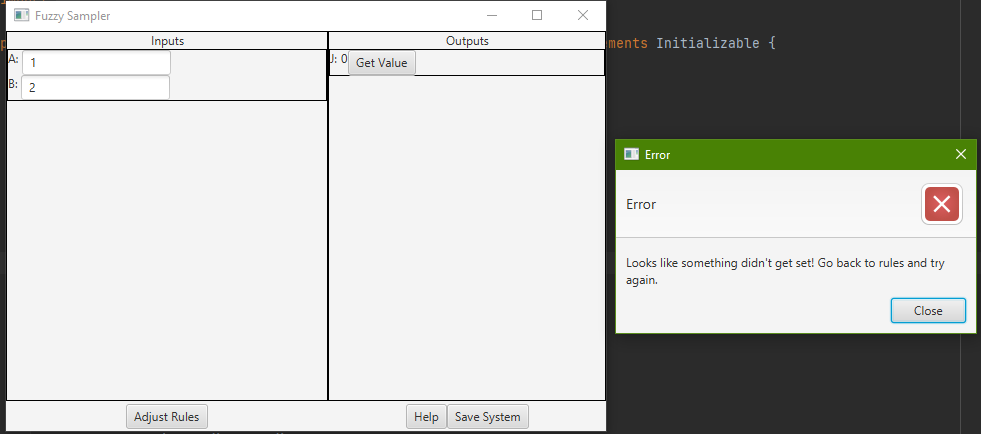 Fuzzy Sampler
Inputs
Outputs
A: 1
B: 2
J: 0 Get Value
ments Initializable {
Error
Error
Looks like something didn't get set! Go back to rules and try
again.
Close
Adjust Rules
Help
Save System